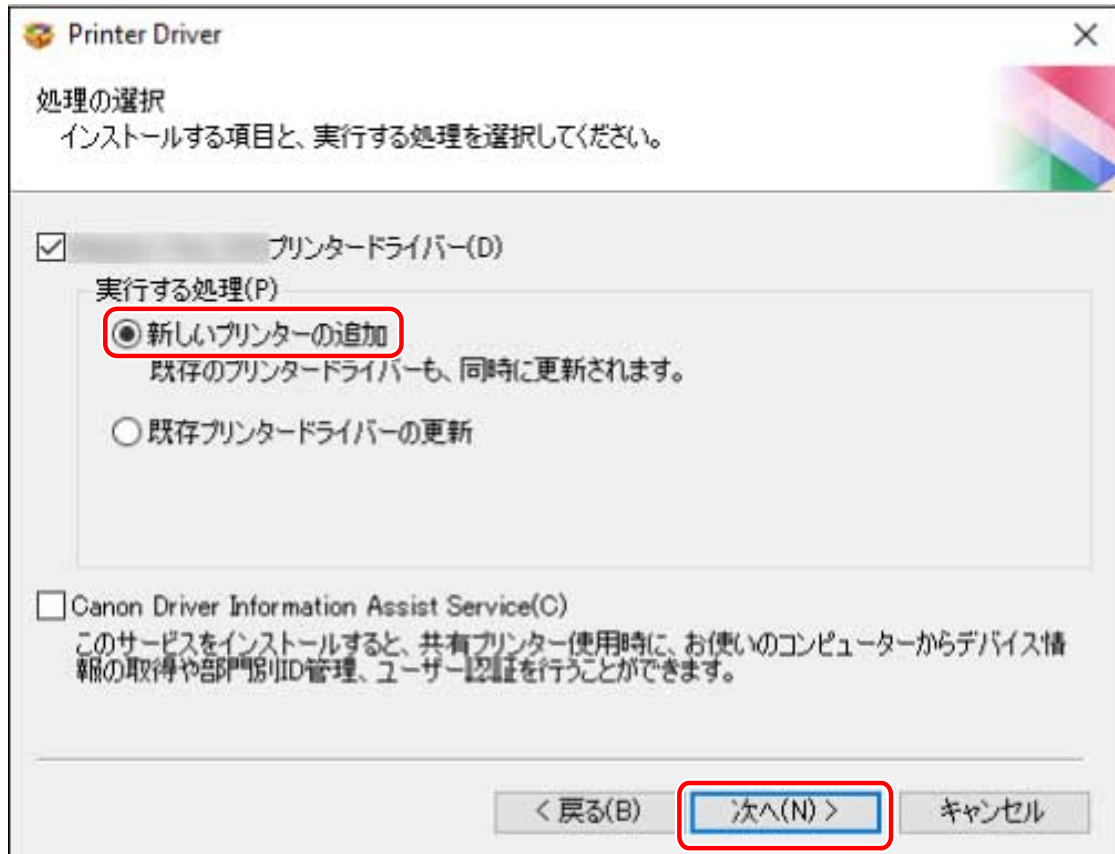 Printer Driver
処理の選択
インストールする項目と、実行する処理を選択してください。
プリンタードライバー(D)
実行する処理(P)
新しいプリンターの追加
既存のプリンタードライバーも、同時に更新されます。
既存プリンタードライバーの更新
Canon Driver Information Assist Service(C)
このサービスをインストールすると、共有プリンター使用時に、お使いのコンピューターからデバイス情
報の取得や部門別ID管理、ユーザー認証を行うことができます。
< 戻る(B)
次へ(N) >
キャンセル